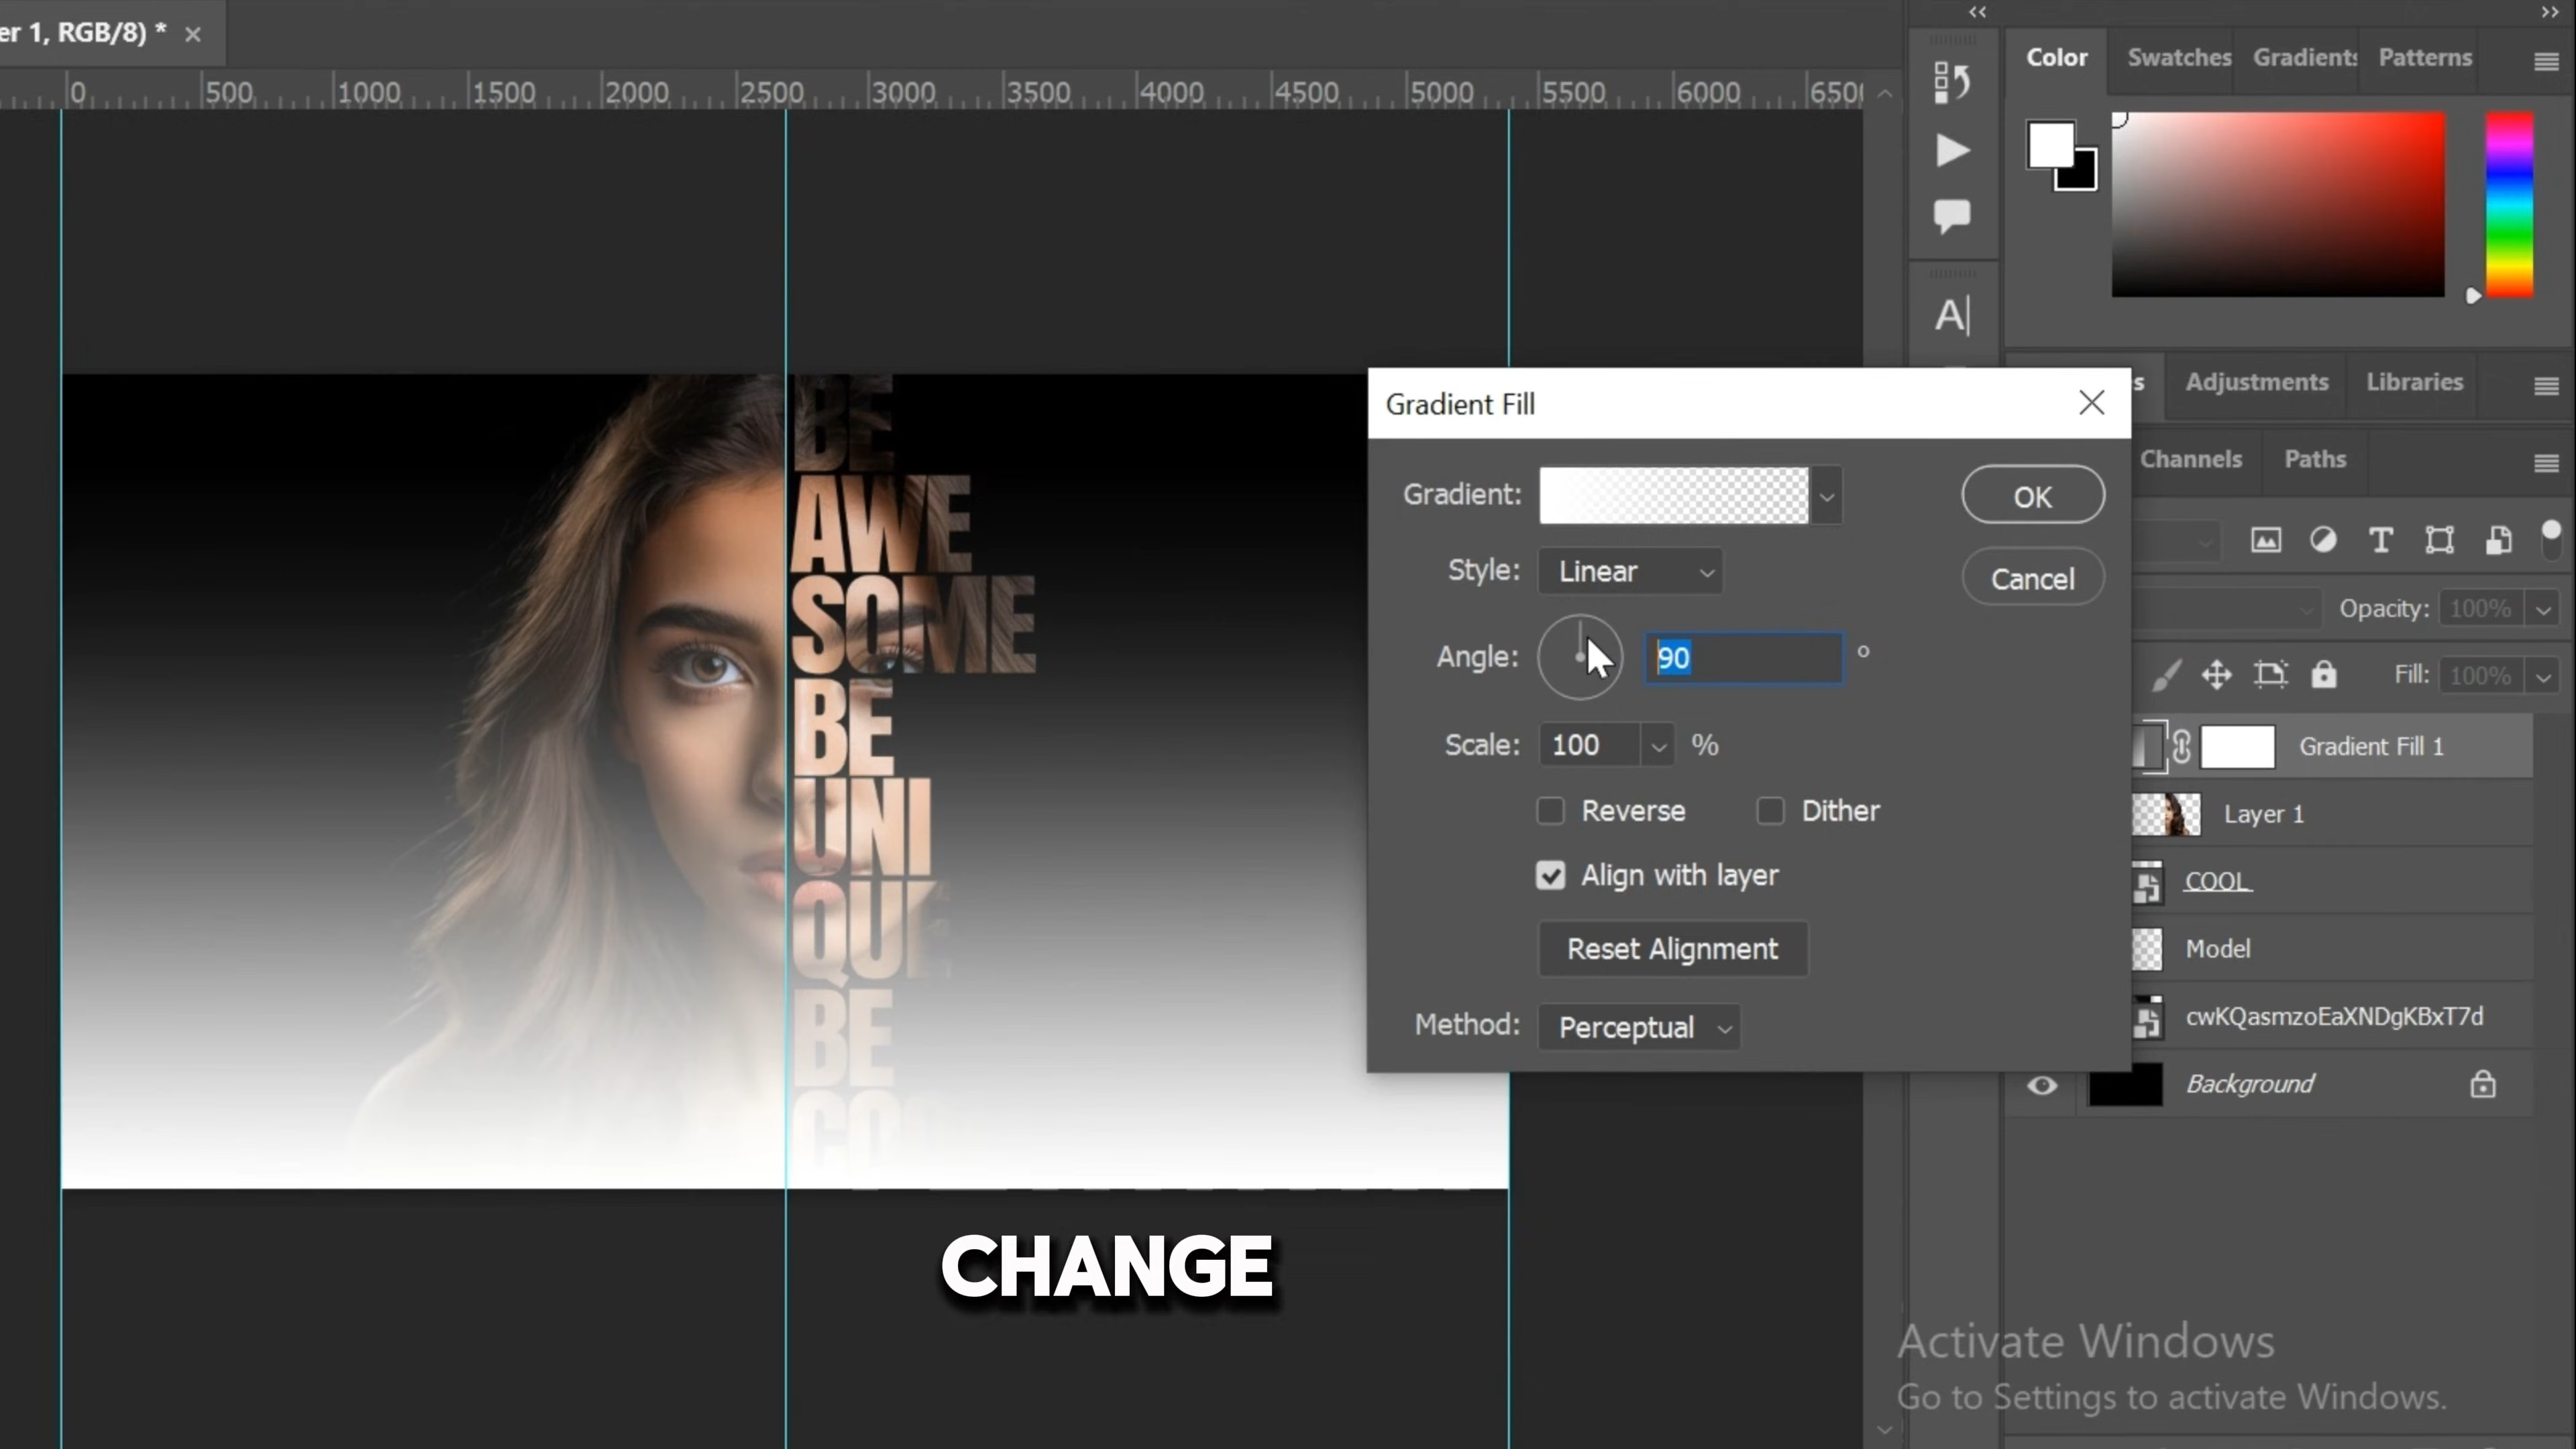 er 1, RGB/8) *
0 500 1000 1500 2000 2500 3000 3500 4000 4500 5000 5500 6000 650
Color Swatches Gradients Patterns
A|
BE
AWE
SOME
BE
UNI
QUE
BE
COO
Gradient Fill
Gradient:
OK
Style: Linear
Cancel
Angle: 90 °
Scale: 100 %
Reverse Dither
Align with layer
Reset Alignment
Method: Perceptual
s Adjustments Libraries
Channels Paths
T
Opacity: 100%
Fill: 100%
Gradient Fill 1
Layer 1
COOL
Model
cwKQasmzoEaXNDgKBxT7d
Background
CHANGE
Activate Windows
Go to Settings to activate Windows.